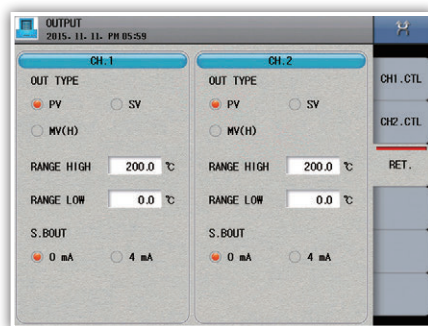 OUTPUT
2015. 11. 11. PM 05:59
CH.1
OUT TYPE
PV
SV
MV(H)
RANGE HIGH 200.0 ℃
RANGE LOW 0.0 ℃
S.BOUT
0 mA
4 mA
CH.2
OUT TYPE
PV
SV
MV(H)
RANGE HIGH 200.0 ℃
RANGE LOW 0.0 ℃
S.BOUT
0 mA
4 mA
CH1.CTL
CH2.CTL
RET.